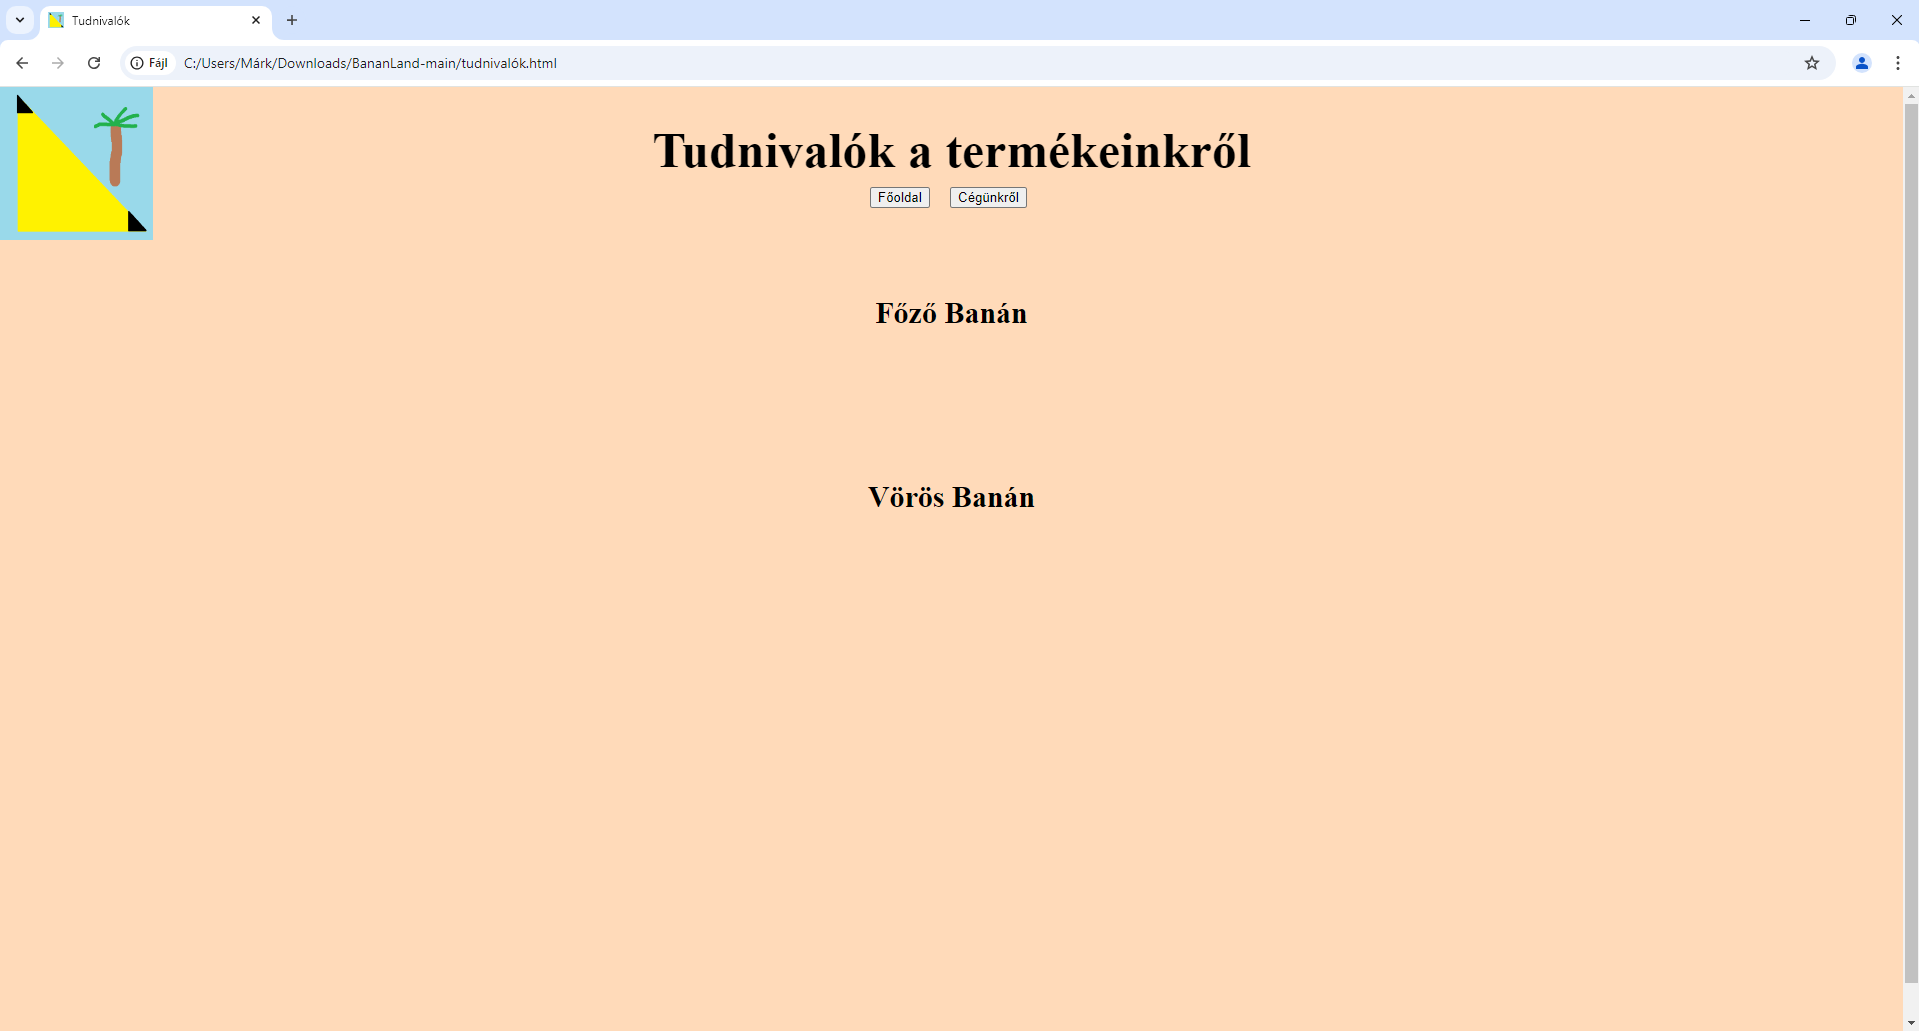 Tudnivalók
Fájl C:/Users/Márk/Downloads/BananLand-main/tudnivalók.html
Tudnivalók a termékeinkről
Főoldal Cégünkről
Főző Banán
Vörös Banán